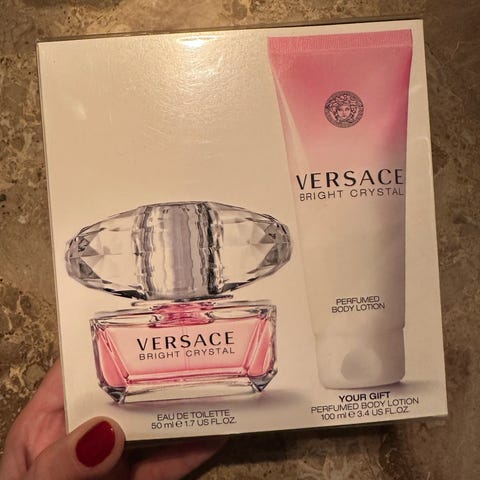 VERSACE
BRIGHT CRYSTAL
PERFUMED
BODY LOTION
VERSACE
BRIGHT CRYSTAL
EAU DE TOILETTE
50 ml e 1.7 US FL.OZ.
YOUR GIFT
PERFUMED BODY LOTION
100 ml e 3.4 US FL.OZ.